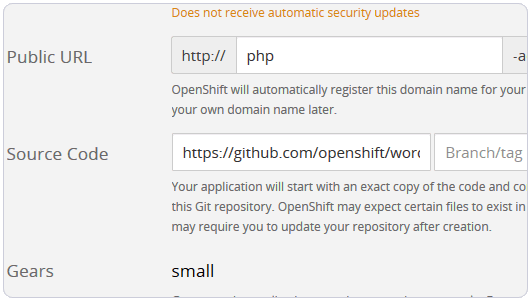 Does not receive automatic security updates
Public URL http:// php -a
OpenShift will automatically register this domain name for your
your own domain name later.
Source Code https://github.com/openshift/word Branch/tag
Your application will start with an exact copy of the code and co
this Git repository. OpenShift may expect certain files to exist in
may require you to update your repository after creation.
Gears small